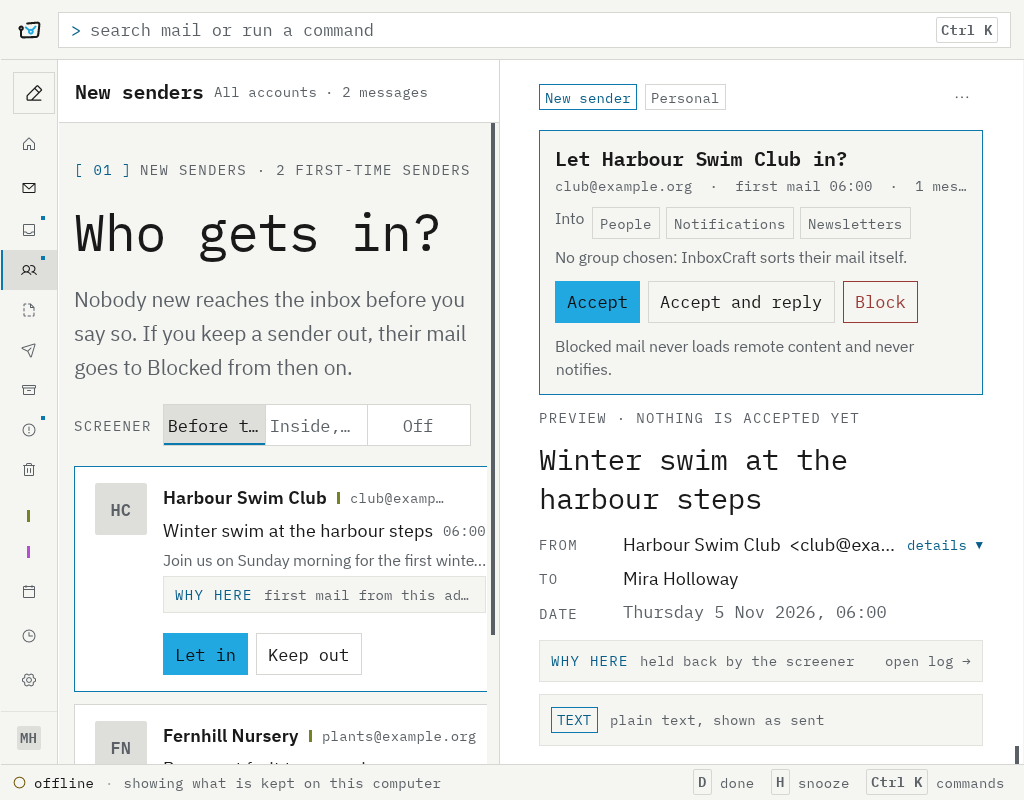 > search mail or run a command Ctrl K
New senders All accounts · 2 messages
[ 01 ] NEW SENDERS · 2 FIRST-TIME SENDERS
Who gets in?
Nobody new reaches the inbox before you
say so. If you keep a sender out, their mail
goes to Blocked from then on.
SCREENER Before t… Inside,… Off
HC
Harbour Swim Club club@examp…
Winter swim at the harbour steps 06:00
Join us on Sunday morning for the first winte…
WHY HERE first mail from this ad…
Let in Keep out
FN
Fernhill Nursery plants@example.org
MH
New sender Personal ...
Let Harbour Swim Club in?
club@example.org · first mail 06:00 · 1 mes…
Into People Notifications Newsletters
No group chosen: InboxCraft sorts their mail itself.
Accept Accept and reply Block
Blocked mail never loads remote content and never
notifies.
PREVIEW · NOTHING IS ACCEPTED YET
Winter swim at the
harbour steps
FROM Harbour Swim Club <club@exa… details ▾
TO Mira Holloway
DATE Thursday 5 Nov 2026, 06:00
WHY HERE held back by the screener open log →
TEXT plain text, shown as sent
offline · showing what is kept on this computer
D done H snooze Ctrl K commands